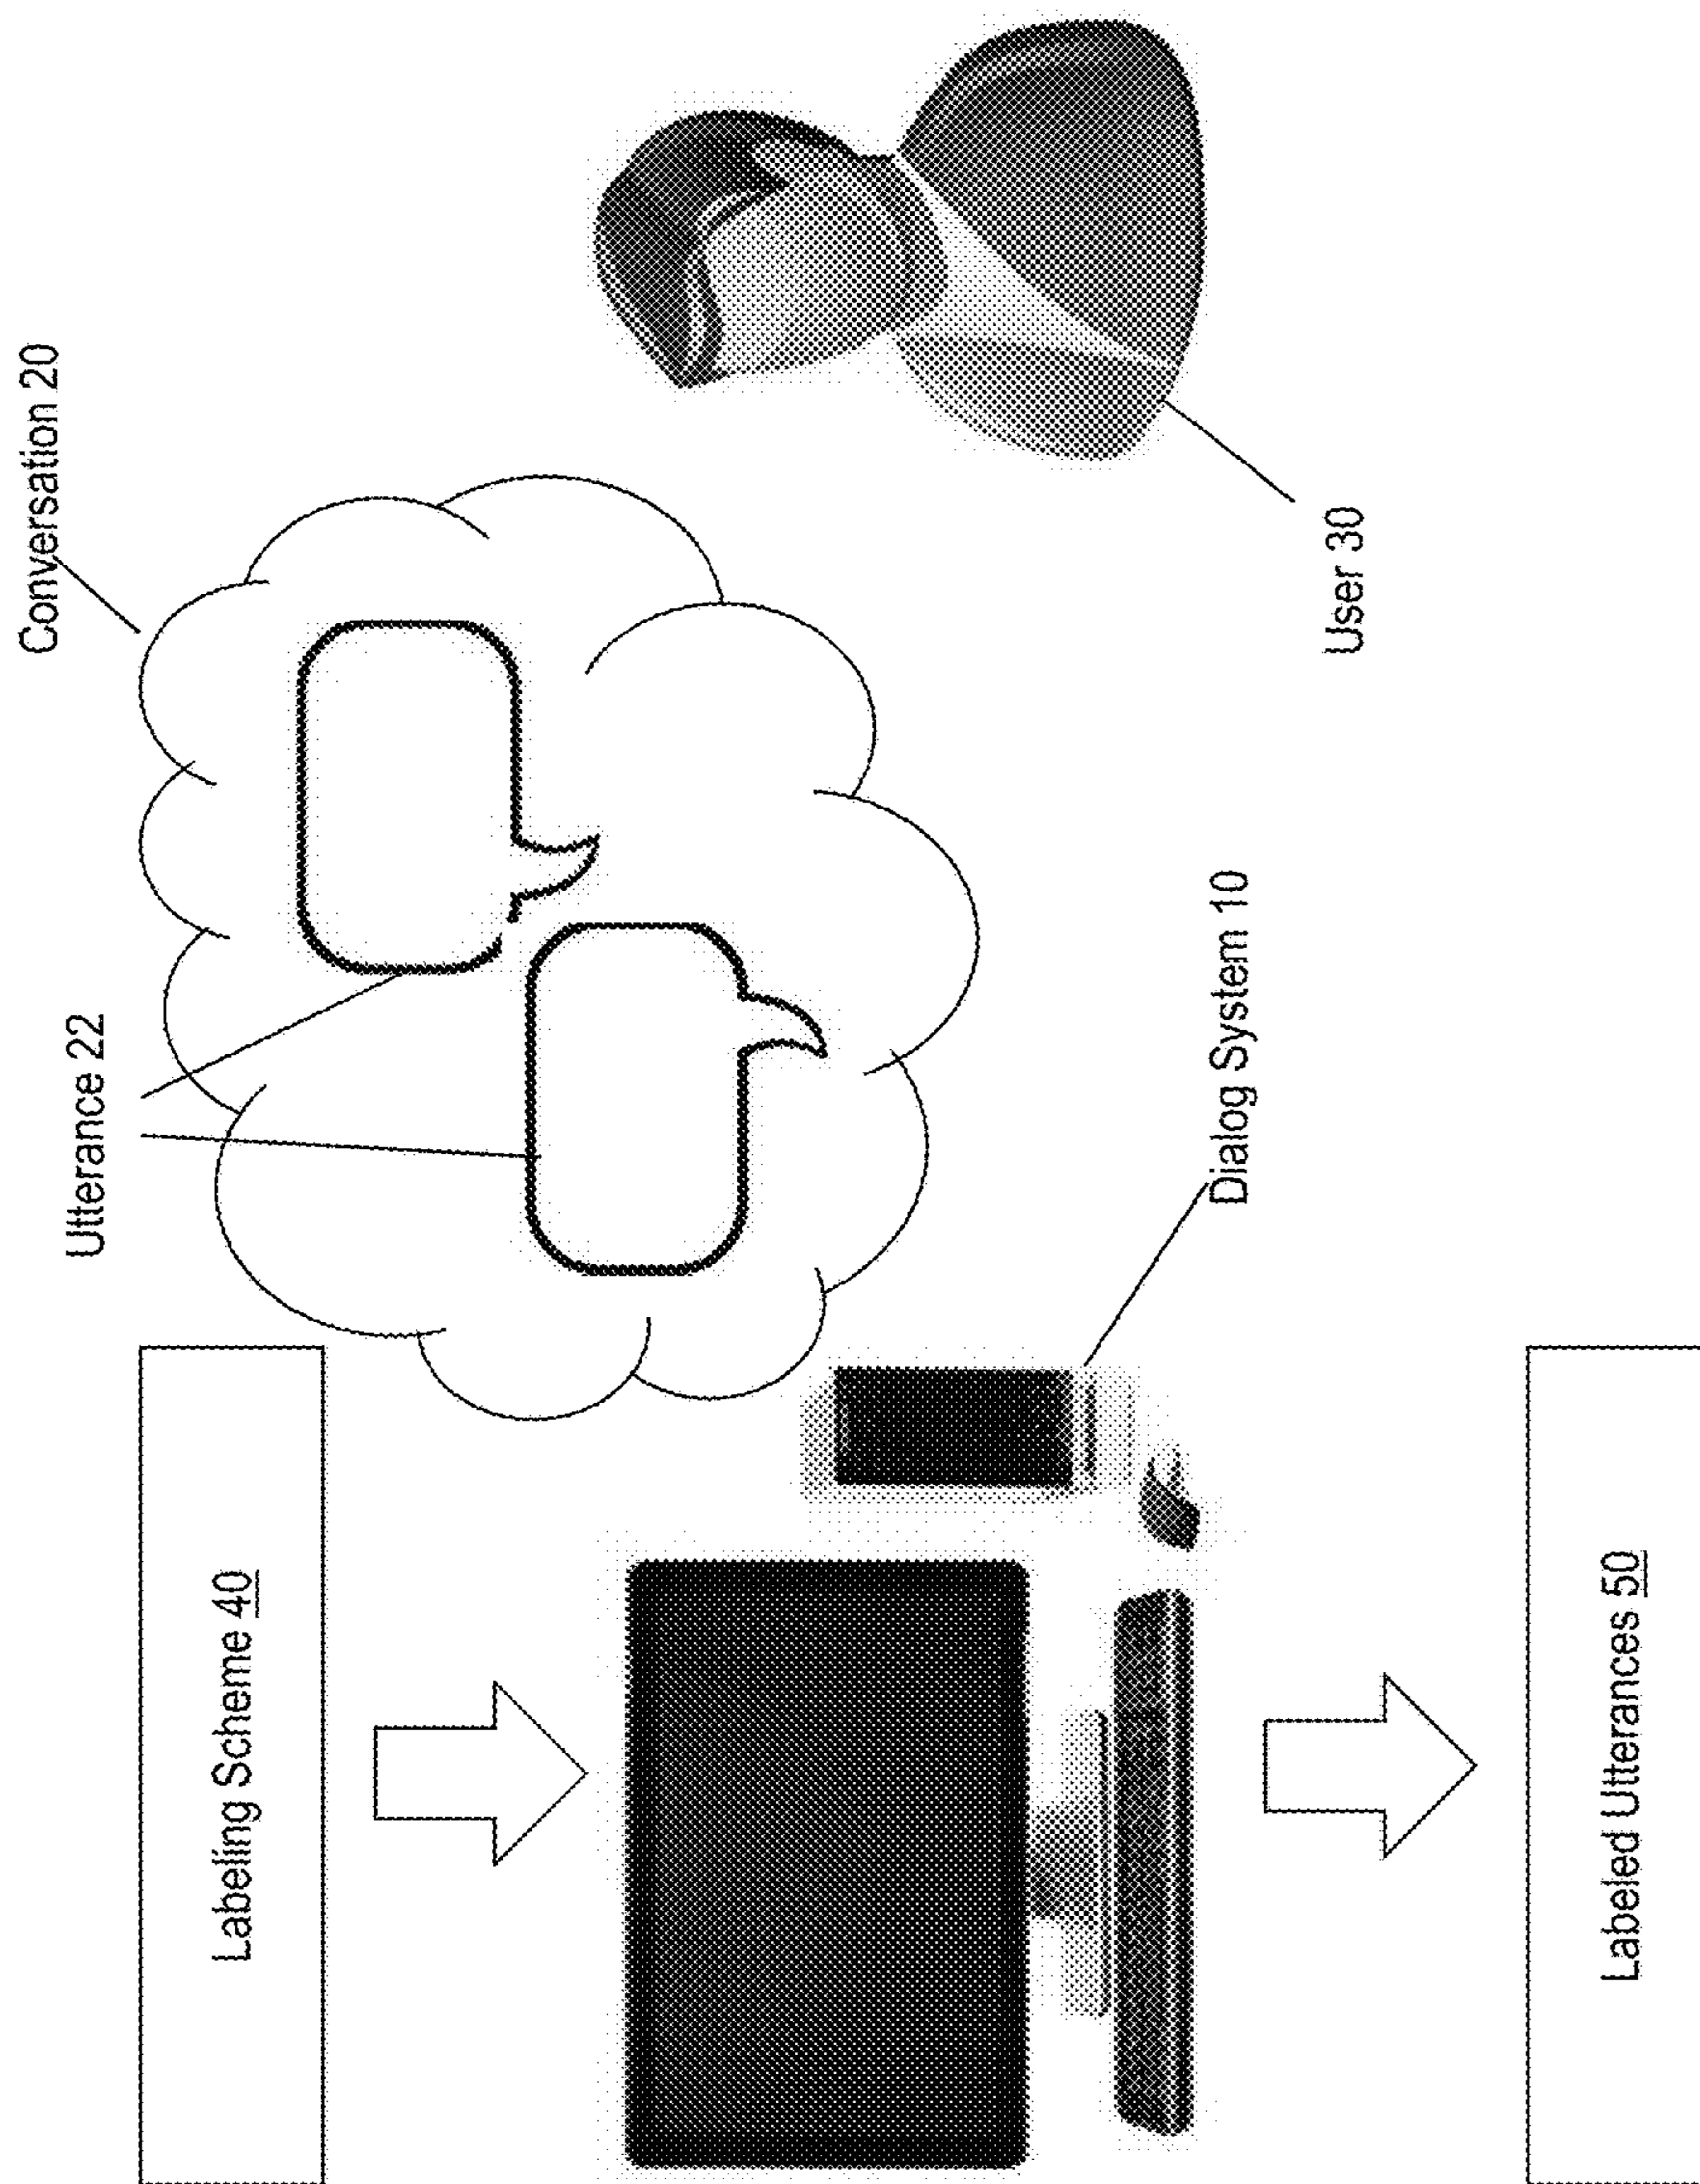 Labeling Scheme 40
Utterance 22
Conversation 20
Dialog System 10
User 30
Labeled Utterances 50